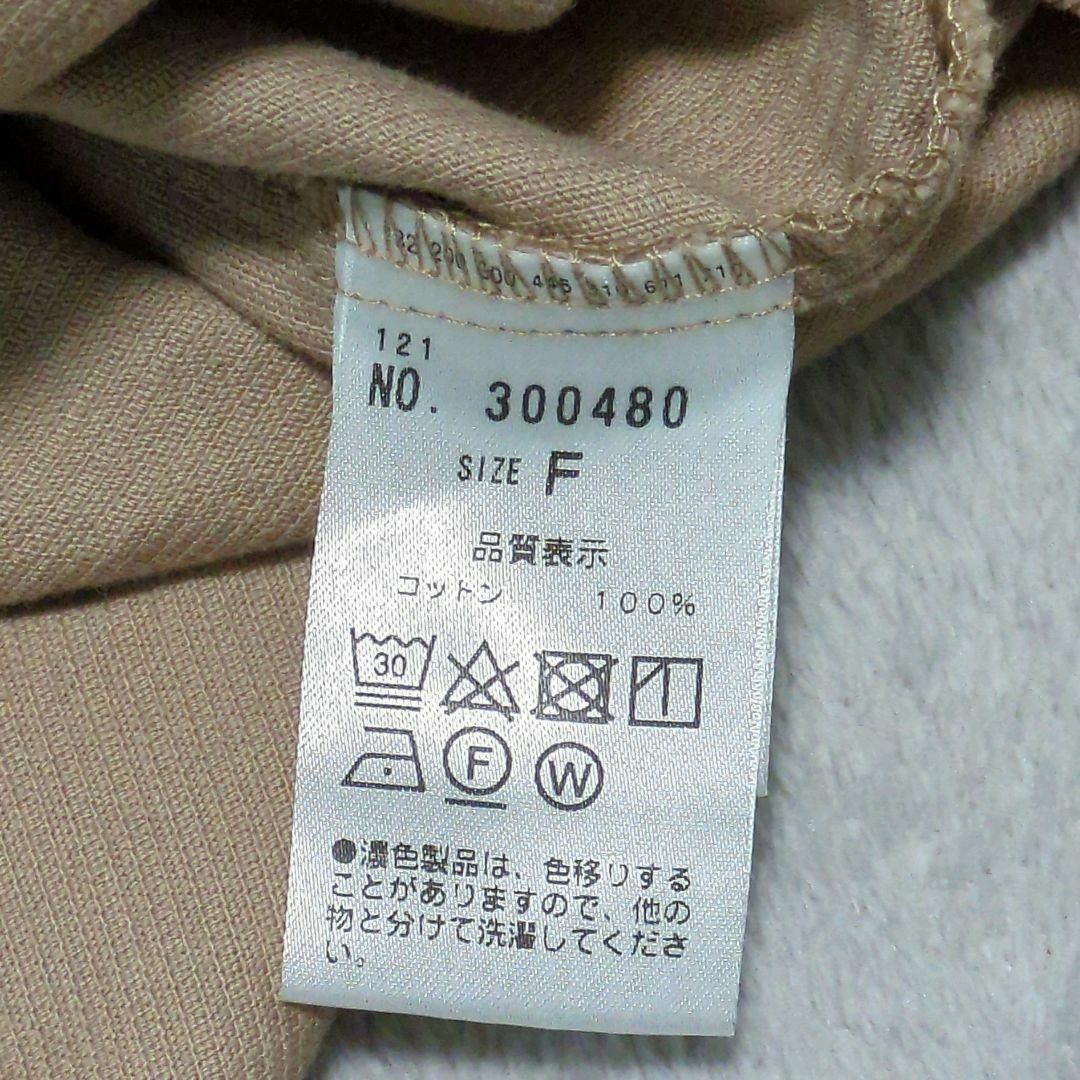 121
NO. 300480
SIZE F
品質表示
コットン 100%
30
F W
●濃色製品は、色移りする
ことがありますので、他の
物と分けて洗濯してくださ
い。